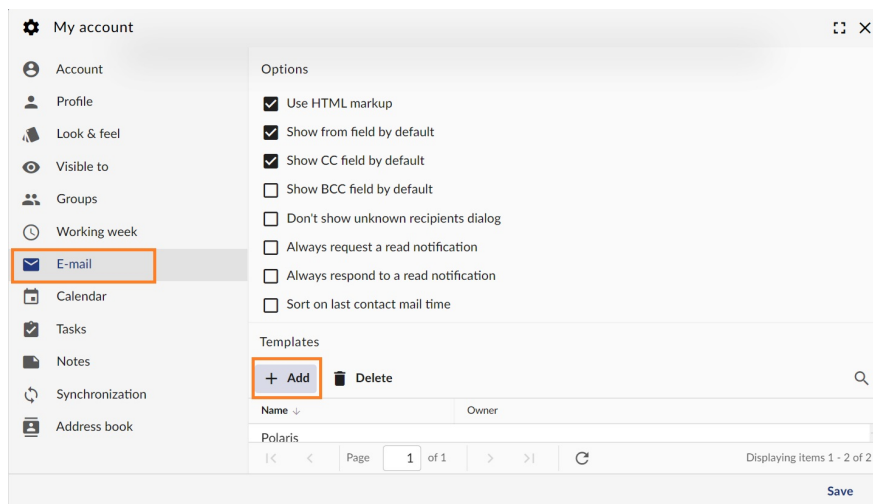 My account
Account
Profile
Look & feel
Visible to
Groups
Working week
E-mail
Calendar
Tasks
Notes
Synchronization
Address book
Options
Use HTML markup
Show from field by default
Show CC field by default
Show BCC field by default
Don't show unknown recipients dialog
Always request a read notification
Always respond to a read notification
Sort on last contact mail time
Templates
+ Add Delete
Name ↓ Owner
Polaris
Page 1 of 1 Displaying items 1 - 2 of 2
Save